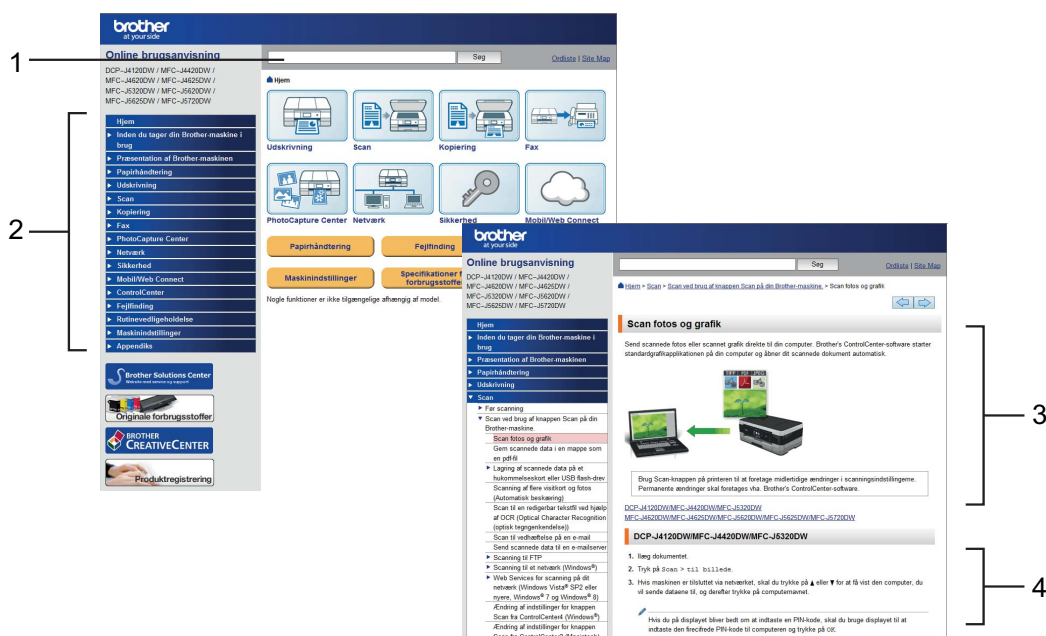 brother
at your side
Online brugsanvisning
DCP–J4120DW / MFC–J4420DW /
MFC–J4620DW / MFC–J4625DW /
MFC–J5320DW / MFC–J5620DW /
MFC–J5625DW / MFC–J5720DW
Søg
Ordliste | Site Map
1
Hjem
Inden du tager din Brother-maskine i
brug
Præsentation af Brother-maskinen
Papirhåndtering
Udskrivning
Scan
Kopiering
Fax
PhotoCapture Center
Netværk
Sikkerhed
Mobil/Web Connect
ControlCenter
Fejlfinding
Rutinevedligeholdelse
Maskinindstillinger
Appendiks
2
Brother Solutions Center
Website med service og support
Originale forbrugsstoffer
BROTHER
CREATIVECENTER
Produktregistrering
Hjem
Udskrivning
Scan
Kopiering
Fax
PhotoCapture Center
Netværk
Sikkerhed
Mobil/Web Connect
Papirhåndtering
Fejlfinding
Maskinindstillinger
Specifikationer f
forbrugsstoffe
Nogle funktioner er ikke tilgængelige afhængig af model.
brother
at your side
Online brugsanvisning
DCP–J4120DW / MFC–J4420DW /
MFC–J4620DW / MFC–J4625DW /
MFC–J5320DW / MFC–J5620DW /
MFC–J5625DW / MFC–J5720DW
Søg
Ordliste | Site Map
Hjem
Inden du tager din Brother-maskine i
brug
Præsentation af Brother-maskinen
Papirhåndtering
Udskrivning
Scan
Før scanning
Scan ved brug af knappen Scan på din
Brother-maskine.
Scan fotos og grafik
Gem scannede data i en mappe som
en pdf-fil
Lagring af scannede data på et
hukommelseskort eller USB flash-drev
Scanning af flere visitkort og fotos
(Automatisk beskæring)
Scan til en redigerbar tekstfil ved hjælp
af OCR (Optical Character Recognition
(optisk tegngenkendelse))
Scan til vedhæftelse på en e-mail
Send scannede data til en e-mailserver
Scanning til FTP
Scanning til et netværk (Windows®)
Web Services for scanning på dit
netværk (Windows Vista® SP2 eller
nyere, Windows® 7 og Windows® 8)
Ændring af indstillinger for knappen
Scan fra ControlCenter4 (Windows®)
Ændring af indstillinger for knappen
Hjem > Scan > Scan ved brug af knappen Scan på din Brother-maskine. > Scan fotos og grafik
Scan fotos og grafik
Send scannede fotos eller scannet grafik direkte til din computer. Brother's ControlCenter-software starter
standardgrafikapplikationen på din computer og åbner dit scannede dokument automatisk.
TIFF PDF JPEG
3
Brug Scan-knappen på printeren til at foretage midlertidige ændringer i scanningsindstillingerne.
Permanente ændringer skal foretages vha. Brother's ControlCenter-software.
DCP-J4120DW/MFC-J4420DW/MFC-J5320DW
MFC-J4620DW/MFC-J4625DW/MFC-J5620DW/MFC-J5625DW/MFC-J5720DW
DCP-J4120DW/MFC-J4420DW/MFC-J5320DW
1. Ilæg dokumentet.
2. Tryk på Scan > til billede.
3. Hvis maskinen er tilsluttet via netværket, skal du trykke på ▲ eller ▼ for at få vist den computer, du
vil sende dataene til, og derefter trykke på computernavnet.
4
Hvis du på displayet bliver bedt om at indtaste en PIN-kode, skal du bruge displayet til at
indtaste den firecifrede PIN-kode til computeren og trykke på OK.